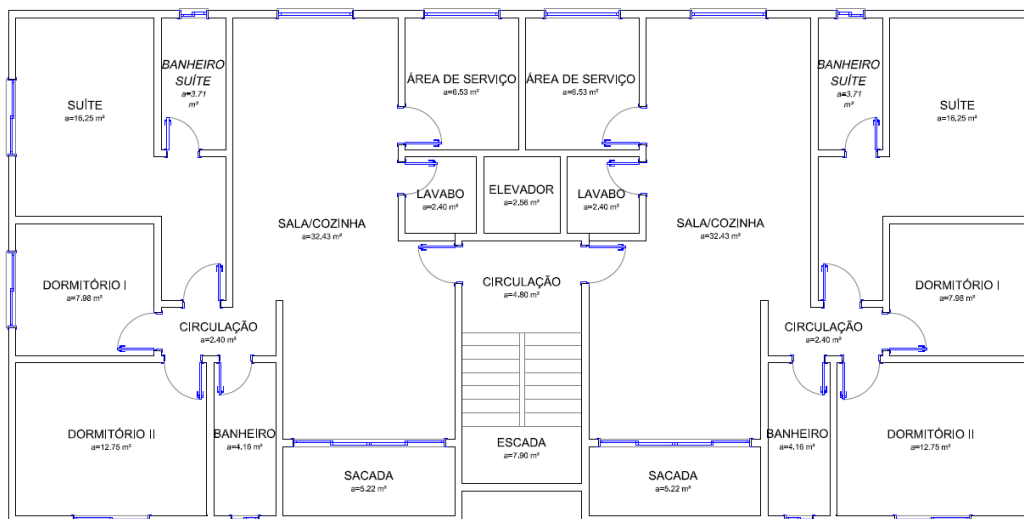 BANHEIRO
SUÍTE
a=3.71
m²
ÁREA DE SERVIÇO
a=6.53 m²
ÁREA DE SERVIÇO
a=6.53 m²
BANHEIRO
SUÍTE
a=3.71
m²
SUÍTE
a=16.25 m²
SUÍTE
a=16.25 m²
LAVABO
a=2.40 m²
ELEVADOR
a=2.56 m²
LAVABO
a=2.40 m²
SALA/COZINHA
a=32.43 m²
SALA/COZINHA
a=32.43 m²
DORMITÓRIO I
a=7.98 m²
CIRCULAÇÃO
a=4.80 m²
DORMITÓRIO I
a=7.98 m²
CIRCULAÇÃO
a=2.40 m²
CIRCULAÇÃO
a=2.40 m²
DORMITÓRIO II
a=12.75 m²
BANHEIRO
a=4.16 m²
ESCADA
a=7.90 m²
BANHEIRO
a=4.16 m²
DORMITÓRIO II
a=12.75 m²
SACADA
a=5.22 m²
SACADA
a=5.22 m²